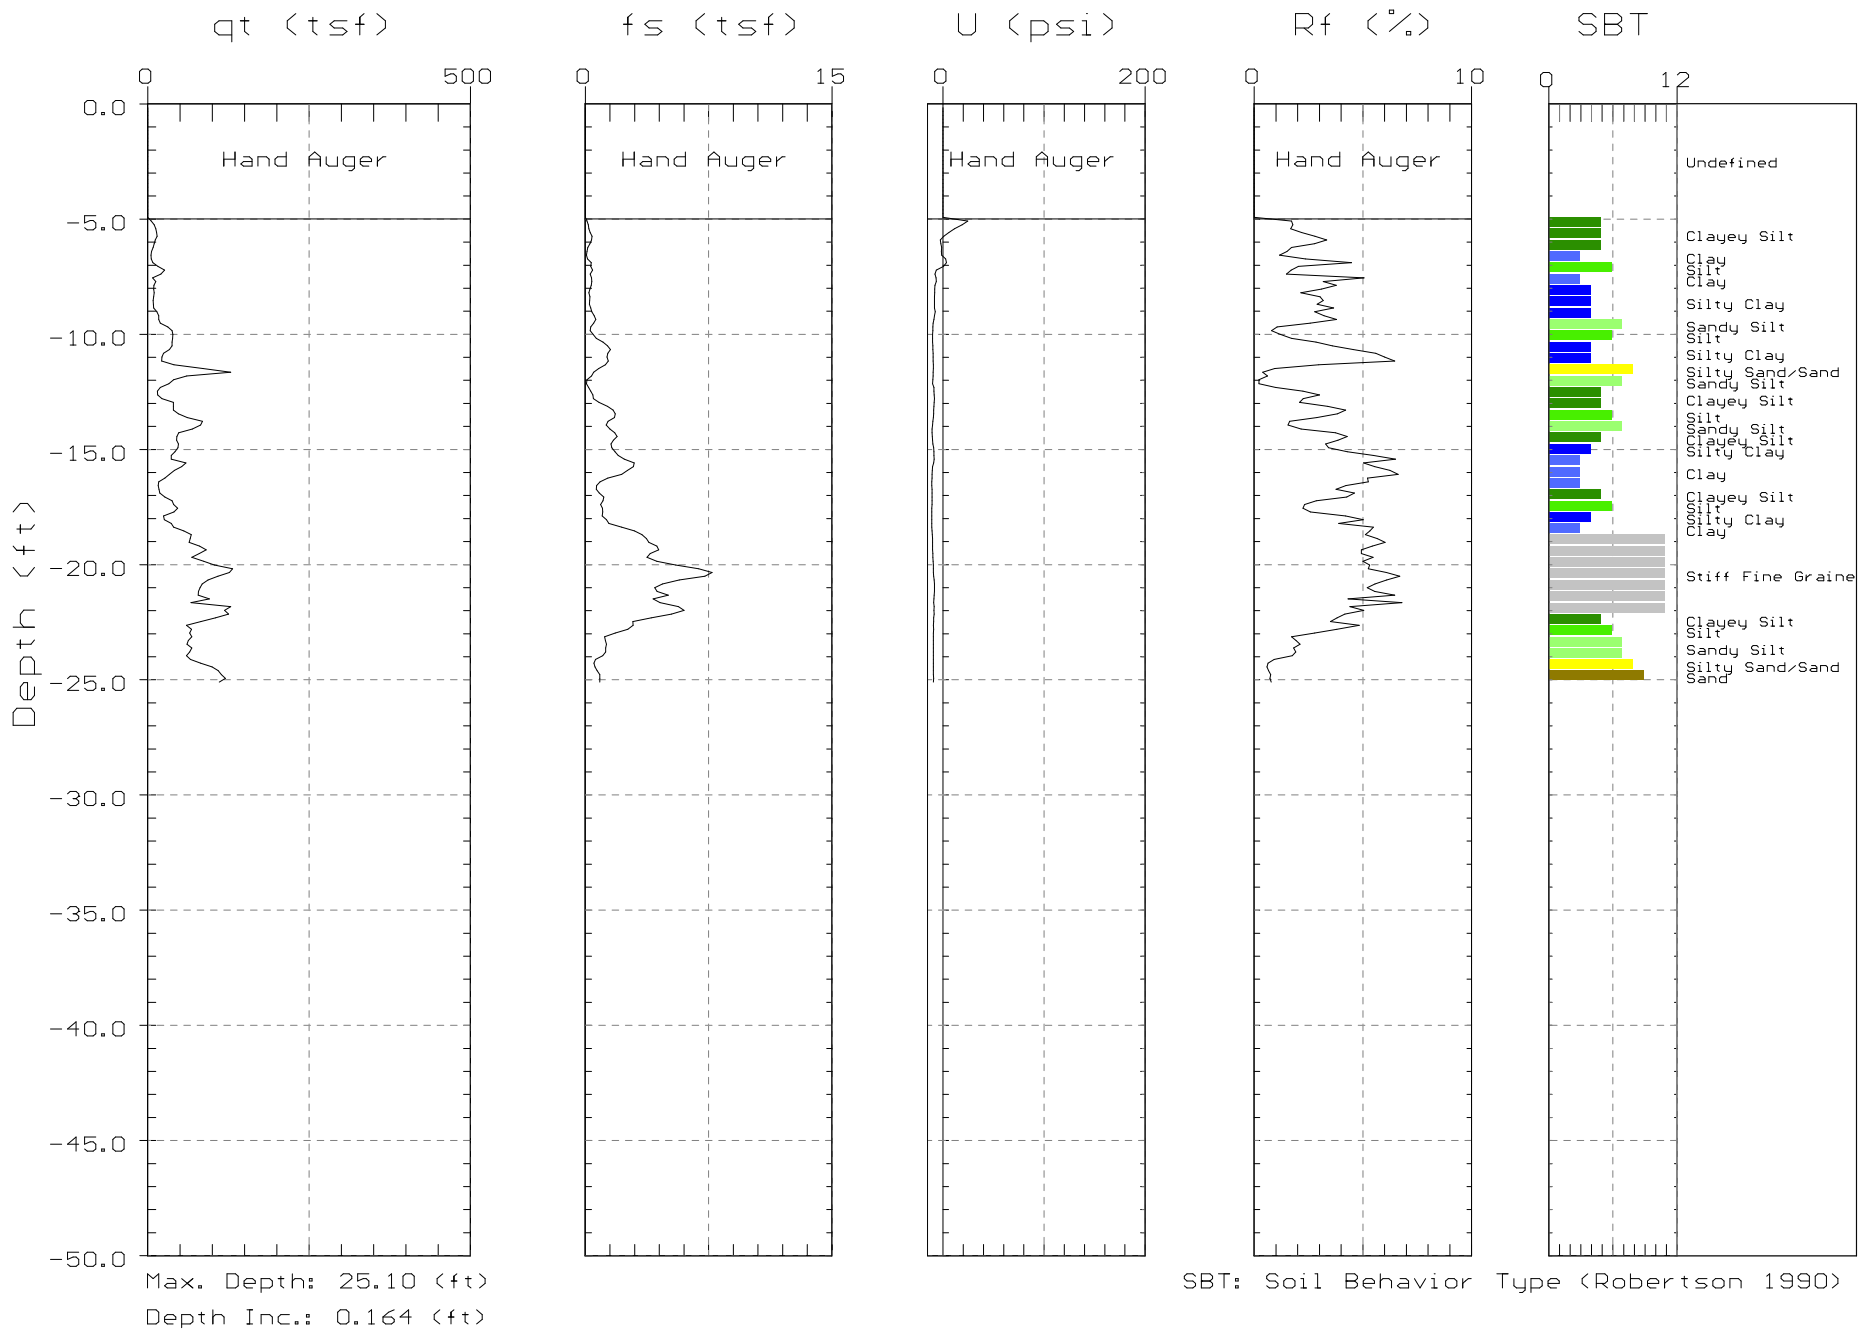 qt (tsf) fs (tsf) U (psi) Rf (%) SBT
0 500 0 15 0 200 0 10 0 12
0.0
Hand Auger Hand Auger Hand Auger Hand Auger Undefined
-5.0
Clayey Silt
Clay
Silt
Clay
Silty Clay
Sandy Silt
-10.0 Silt
Silty Clay
Silty Sand/Sand
Sandy Silt
Clayey Silt
Silt
Sandy Silt
Clayey Silt
-15.0 Silty Clay
Clay
Clayey Silt
Silt
Silty Clay
Clay
-20.0
Stiff Fine Graine
Clayey Silt
Silt
Sandy Silt
Silty Sand/Sand
-25.0 Sand
Depth (ft)
-30.0
-35.0
-40.0
-45.0
-50.0
Max. Depth: 25.10 (ft) SBT: Soil Behavior Type (Robertson 1990)
Depth Inc.: 0.164 (ft)